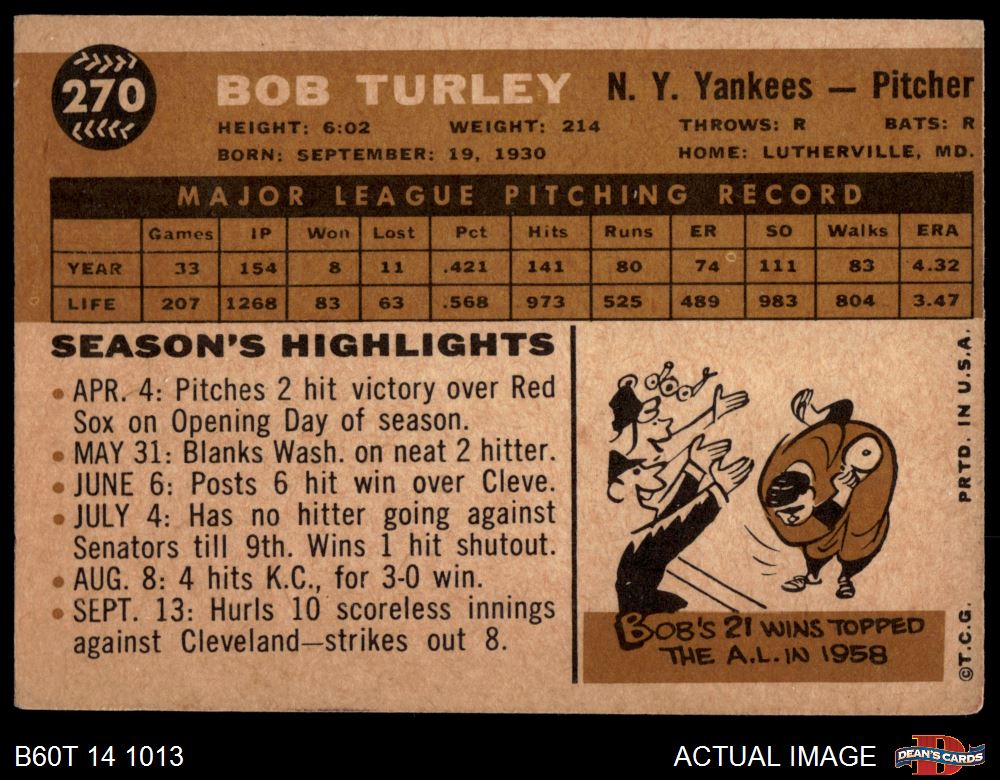 270
BOB TURLEY N. Y. Yankees — Pitcher
HEIGHT: 6:02 WEIGHT: 214 THROWS: R BATS: R
BORN: SEPTEMBER: 19, 1930 HOME: LUTHERVILLE, MD.
MAJOR LEAGUE PITCHING RECORD
Games IP Won Lost Pct Hits Runs ER SO Walks ERA
YEAR 33 154 8 11 .421 141 80 74 111 83 4.32
LIFE 207 1268 83 63 .568 973 525 489 983 804 3.47
SEASON'S HIGHLIGHTS
• APR. 4: Pitches 2 hit victory over Red
Sox on Opening Day of season.
• MAY 31: Blanks Wash. on neat 2 hitter.
• JUNE 6: Posts 6 hit win over Cleve.
• JULY 4: Has no hitter going against
Senators till 9th. Wins 1 hit shutout.
• AUG. 8: 4 hits K.C., for 3-0 win.
• SEPT. 13: Hurls 10 scoreless innings
against Cleveland—strikes out 8.
BOB'S 21 WINS TOPPED
THE A.L. IN 1958
©T.C.G. PRTD. IN U.S.A.
B60T 14 1013 ACTUAL IMAGE
D
DEAN'S CARDS